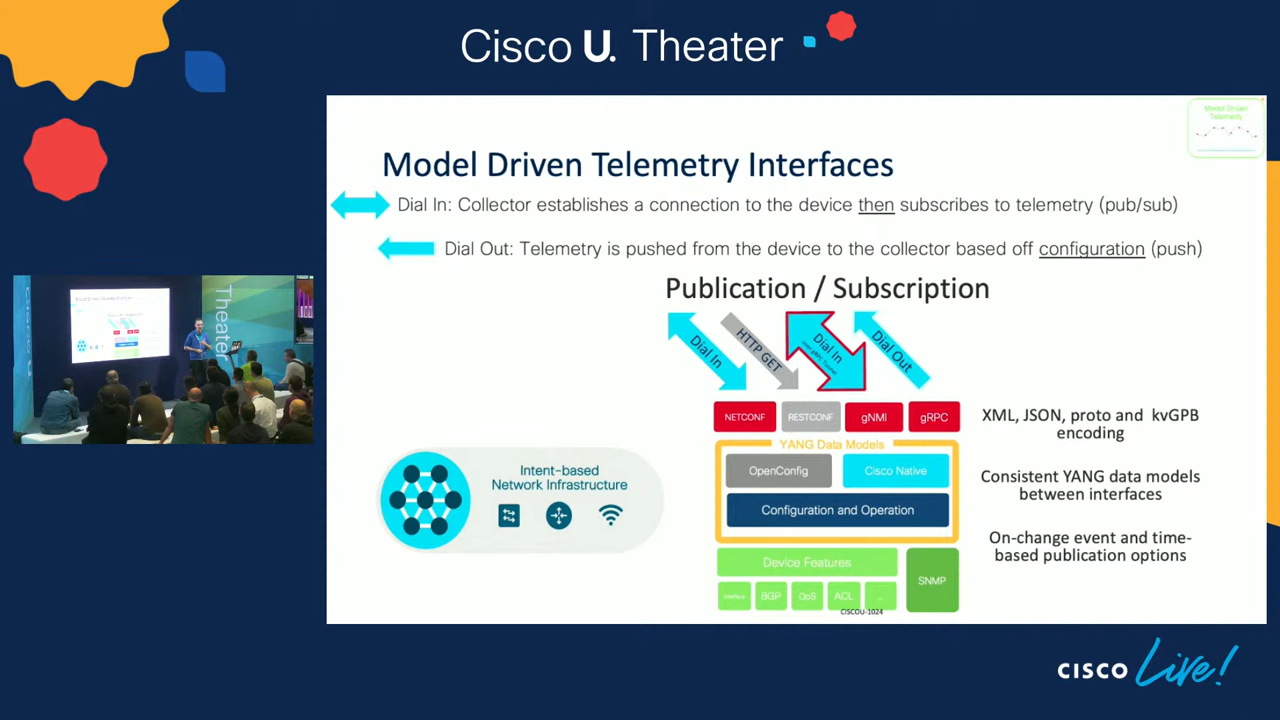 Cisco U. Theater
Model Driven
Telemetry
Model Driven Telemetry Interfaces
Dial In: Collector establishes a connection to the device then subscribes to telemetry (pub/sub)
Dial Out: Telemetry is pushed from the device to the collector based off configuration (push)
Publication / Subscription
Dial In
HTTP GET
Dial In
Dial Out
NETCONF
RESTCONF
gNMI
gRPC
XML, JSON, proto and kvGPB
encoding
YANG Data Models
OpenConfig
Cisco Native
Configuration and Operation
Consistent YANG data models
between interfaces
On-change event and time-
based publication options
Intent-based
Network Infrastructure
Device Features
SNMP
Interface
BGP
QoS
ACL
...
CISCOU-1024
Theater
CISCO Live!